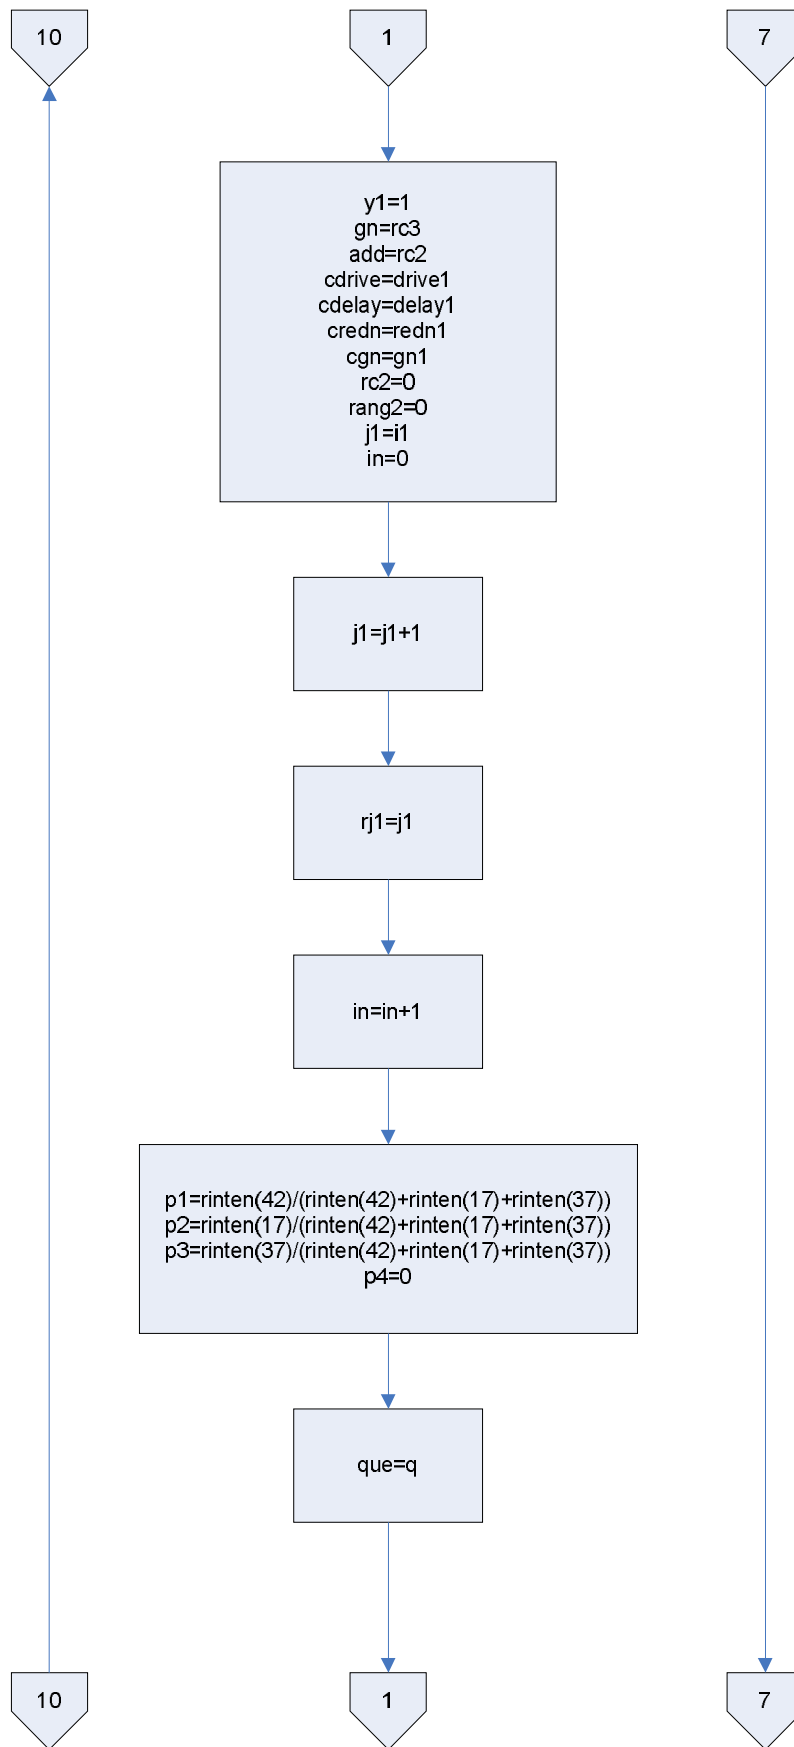 10
1
7
y1=1
gn=rc3
add=rc2
cdrive=drive1
cdelay=delay1
credn=redn1
cgn=gn1
rc2=0
rang2=0
j1=i1
in=0
j1=j1+1
rj1=j1
in=in+1
p1=rinten(42)/(rinten(42)+rinten(17)+rinten(37))
p2=rinten(17)/(rinten(42)+rinten(17)+rinten(37))
p3=rinten(37)/(rinten(42)+rinten(17)+rinten(37))
p4=0
que=q
10
1
7